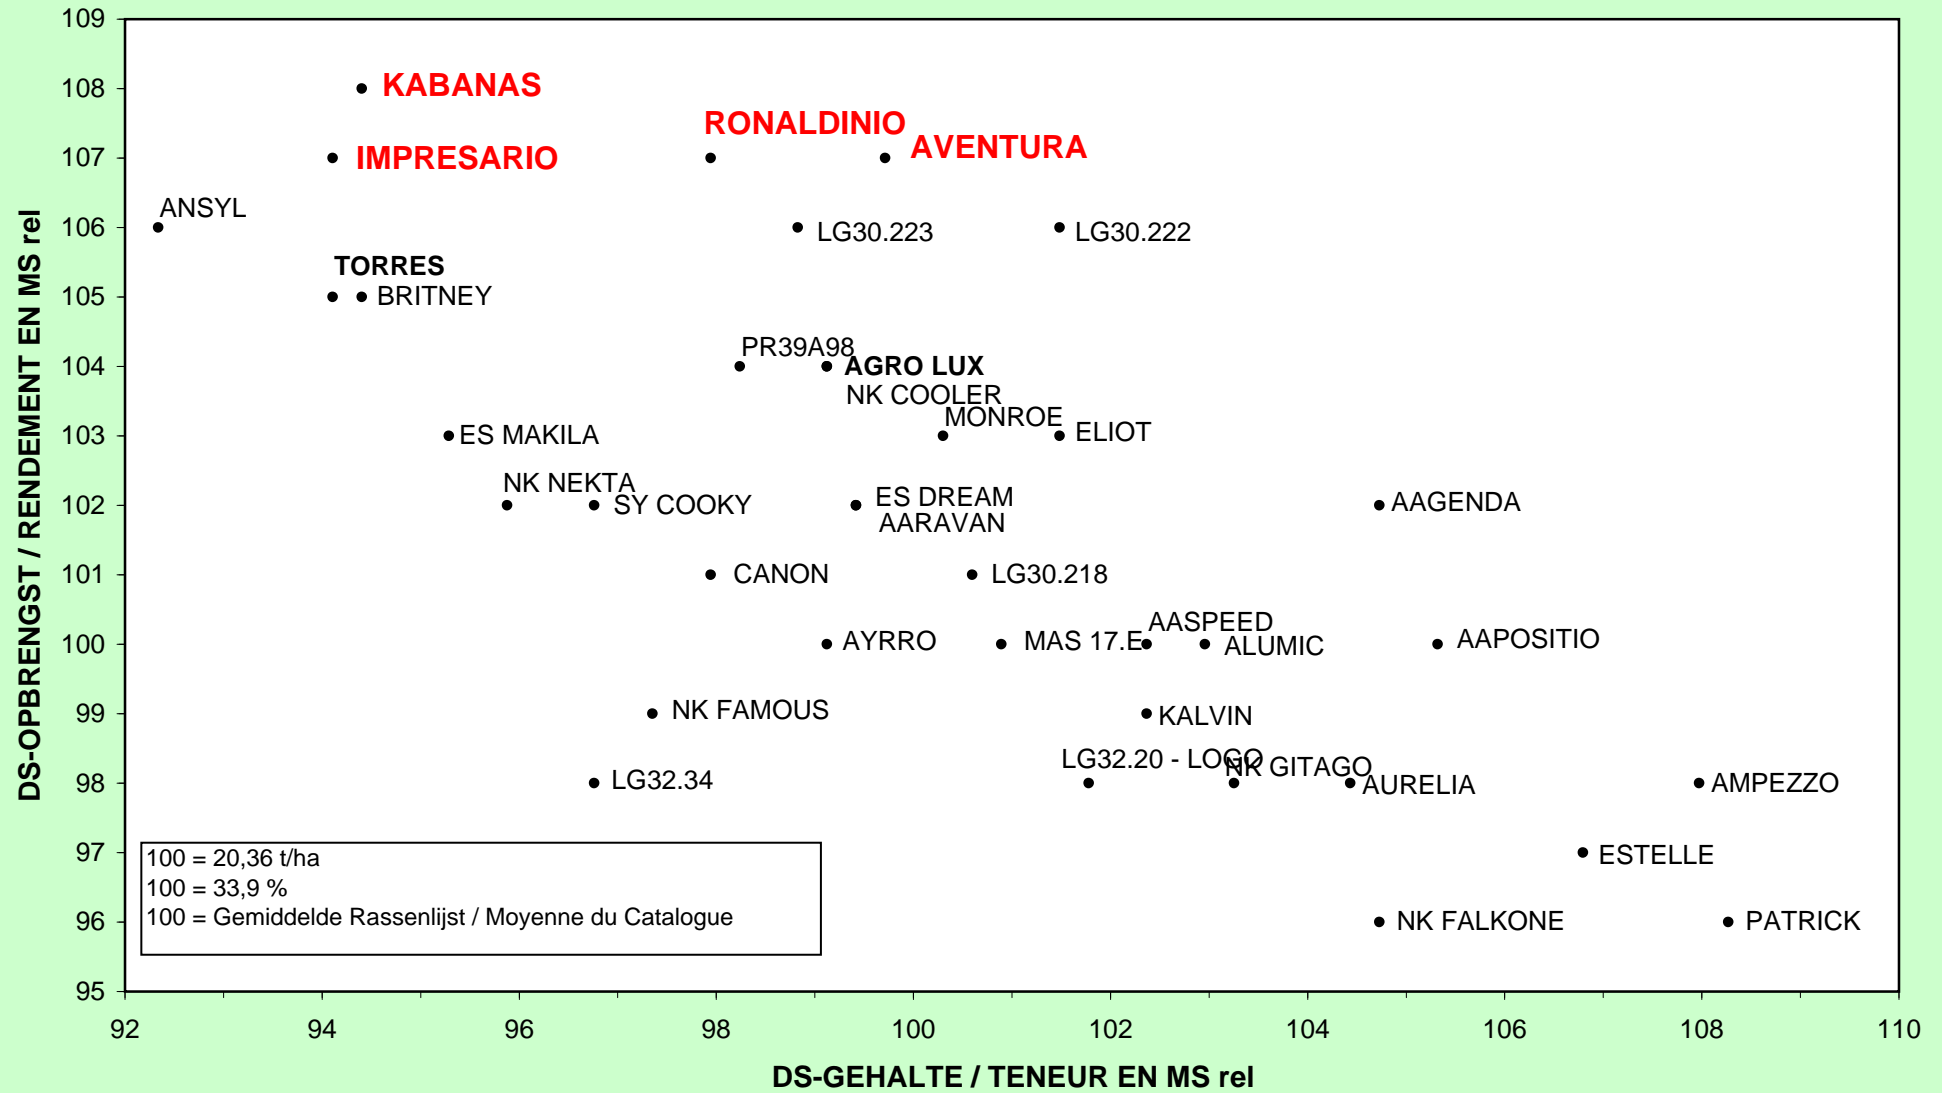 109
108
107
106
105
104
103
102
101
100
99
98
97
96
95
DS-OPBRENGST / RENDEMENT EN MS rel
KABANAS
RONALDINIO
AVENTURA
IMPRESARIO
ANSYL
LG30.223
LG30.222
TORRES
BRITNEY
PR39A98
AGRO LUX
NK COOLER
MONROE
ELIOT
ES MAKILA
NK NEKTA
SY COOKY
ES DREAM
AARAVAN
AAGENDA
CANON
LG30.218
AYRRO
MAS 17.E
AASPEED
ALUMIC
AAPOSITIO
NK FAMOUS
KALVIN
LG32.34
LG32.20 - LOGO
NK GITAGO
AURELIA
AMPEZZO
ESTELLE
NK FALKONE
PATRICK
100 = 20,36 t/ha
100 = 33,9 %
100 = Gemiddelde Rassenlijst / Moyenne du Catalogue
92 94 96 98 100 102 104 106 108 110
DS-GEHALTE / TENEUR EN MS rel